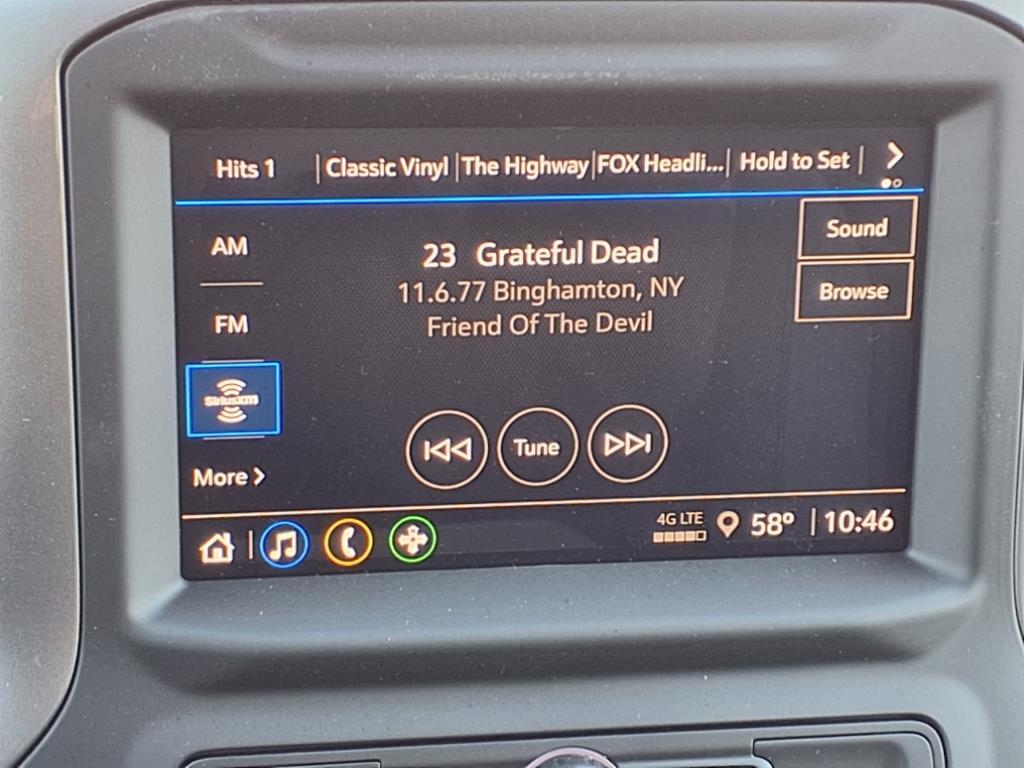 Hits 1 | Classic Vinyl | The Highway | FOX Headli... | Hold to Set |
AM
FM
SiriusXM
More
23 Grateful Dead
11.6.77 Binghamton, NY
Friend Of The Devil
Sound
Browse
Tune
4G LTE 58° | 10:46